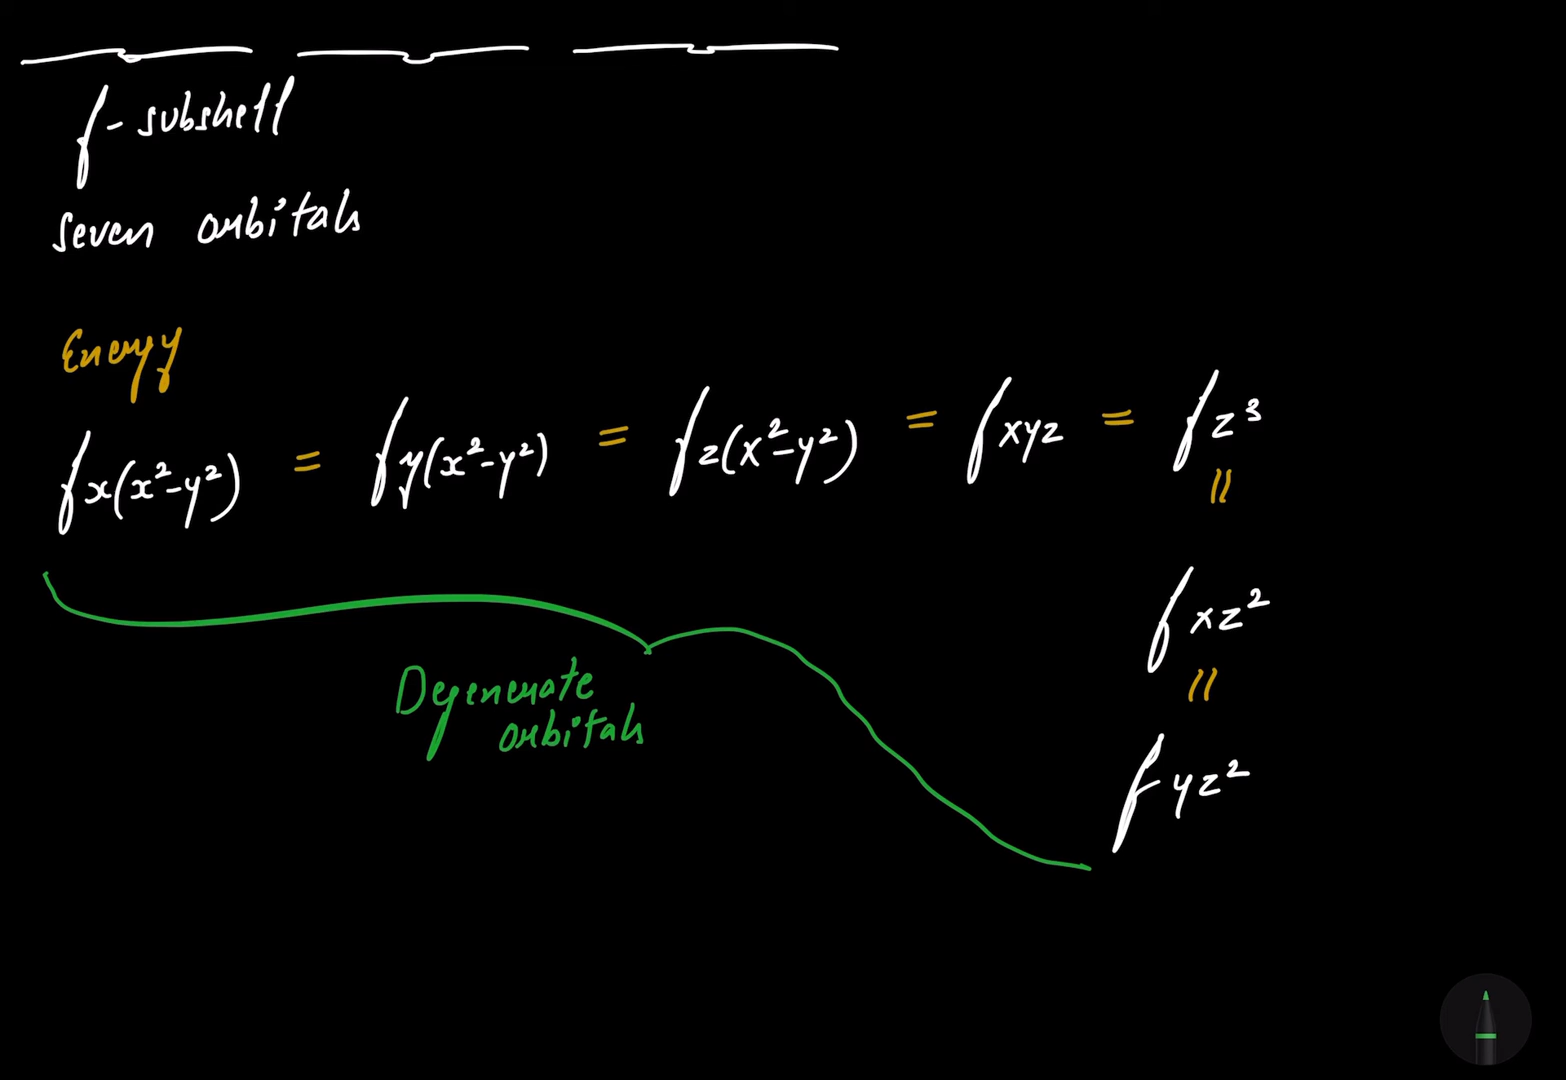 f-subshell
seven orbitals
Energy
fx(x²-y²) = fy(x²-y²) = fz(x²-y²) = fxyz = fz³
=
fxz²
=
fyz²
Degenerate
orbitals